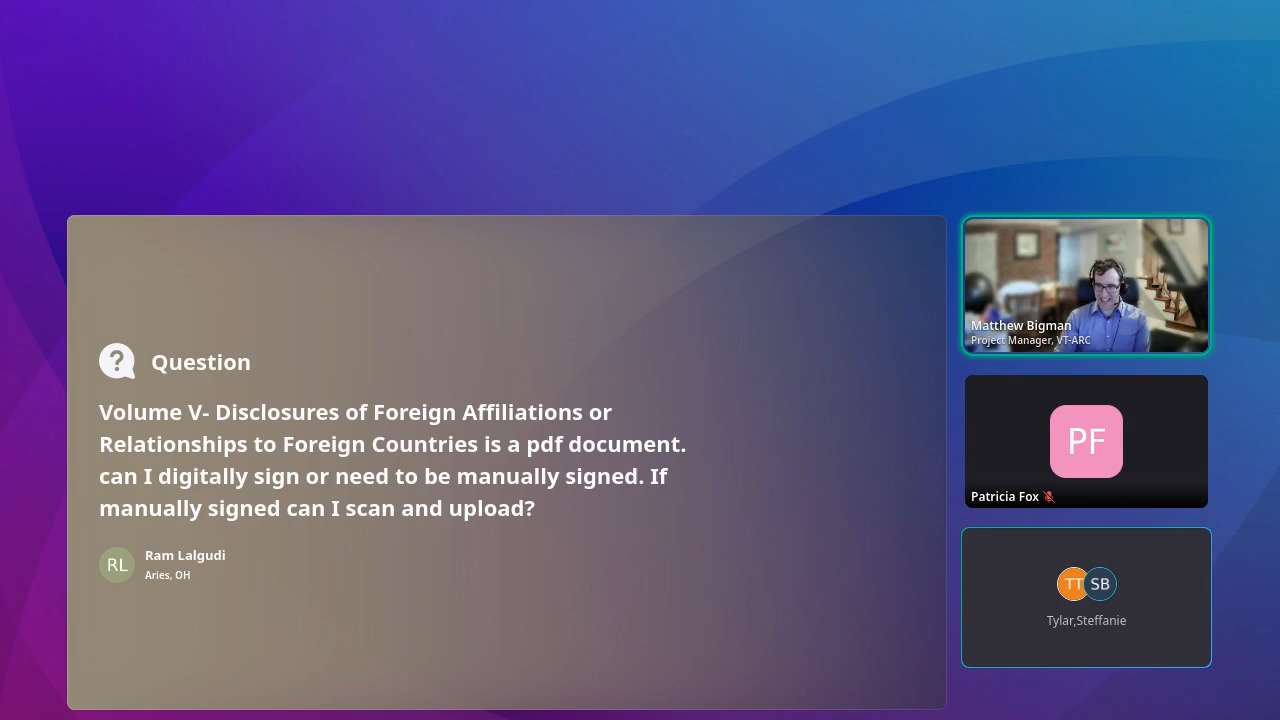 Question
Volume V- Disclosures of Foreign Affiliations or
Relationships to Foreign Countries is a pdf document.
can I digitally sign or need to be manually signed. If
manually signed can I scan and upload?
RL
Ram Lalgudi
Aries, OH
Matthew Bigman
Project Manager, VT-ARC
PF
Patricia Fox
TT SB
Tylar,Steffanie